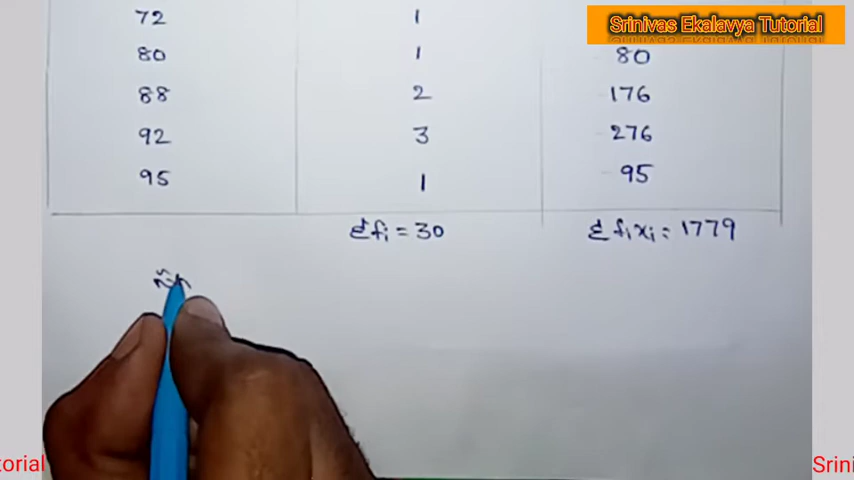 Srinivas Ekalavya Tutorial
72 1
80 1 80
88 2 176
92 3 276
95 1 95
Σfi = 30 Σfixi = 1779
torial Srini